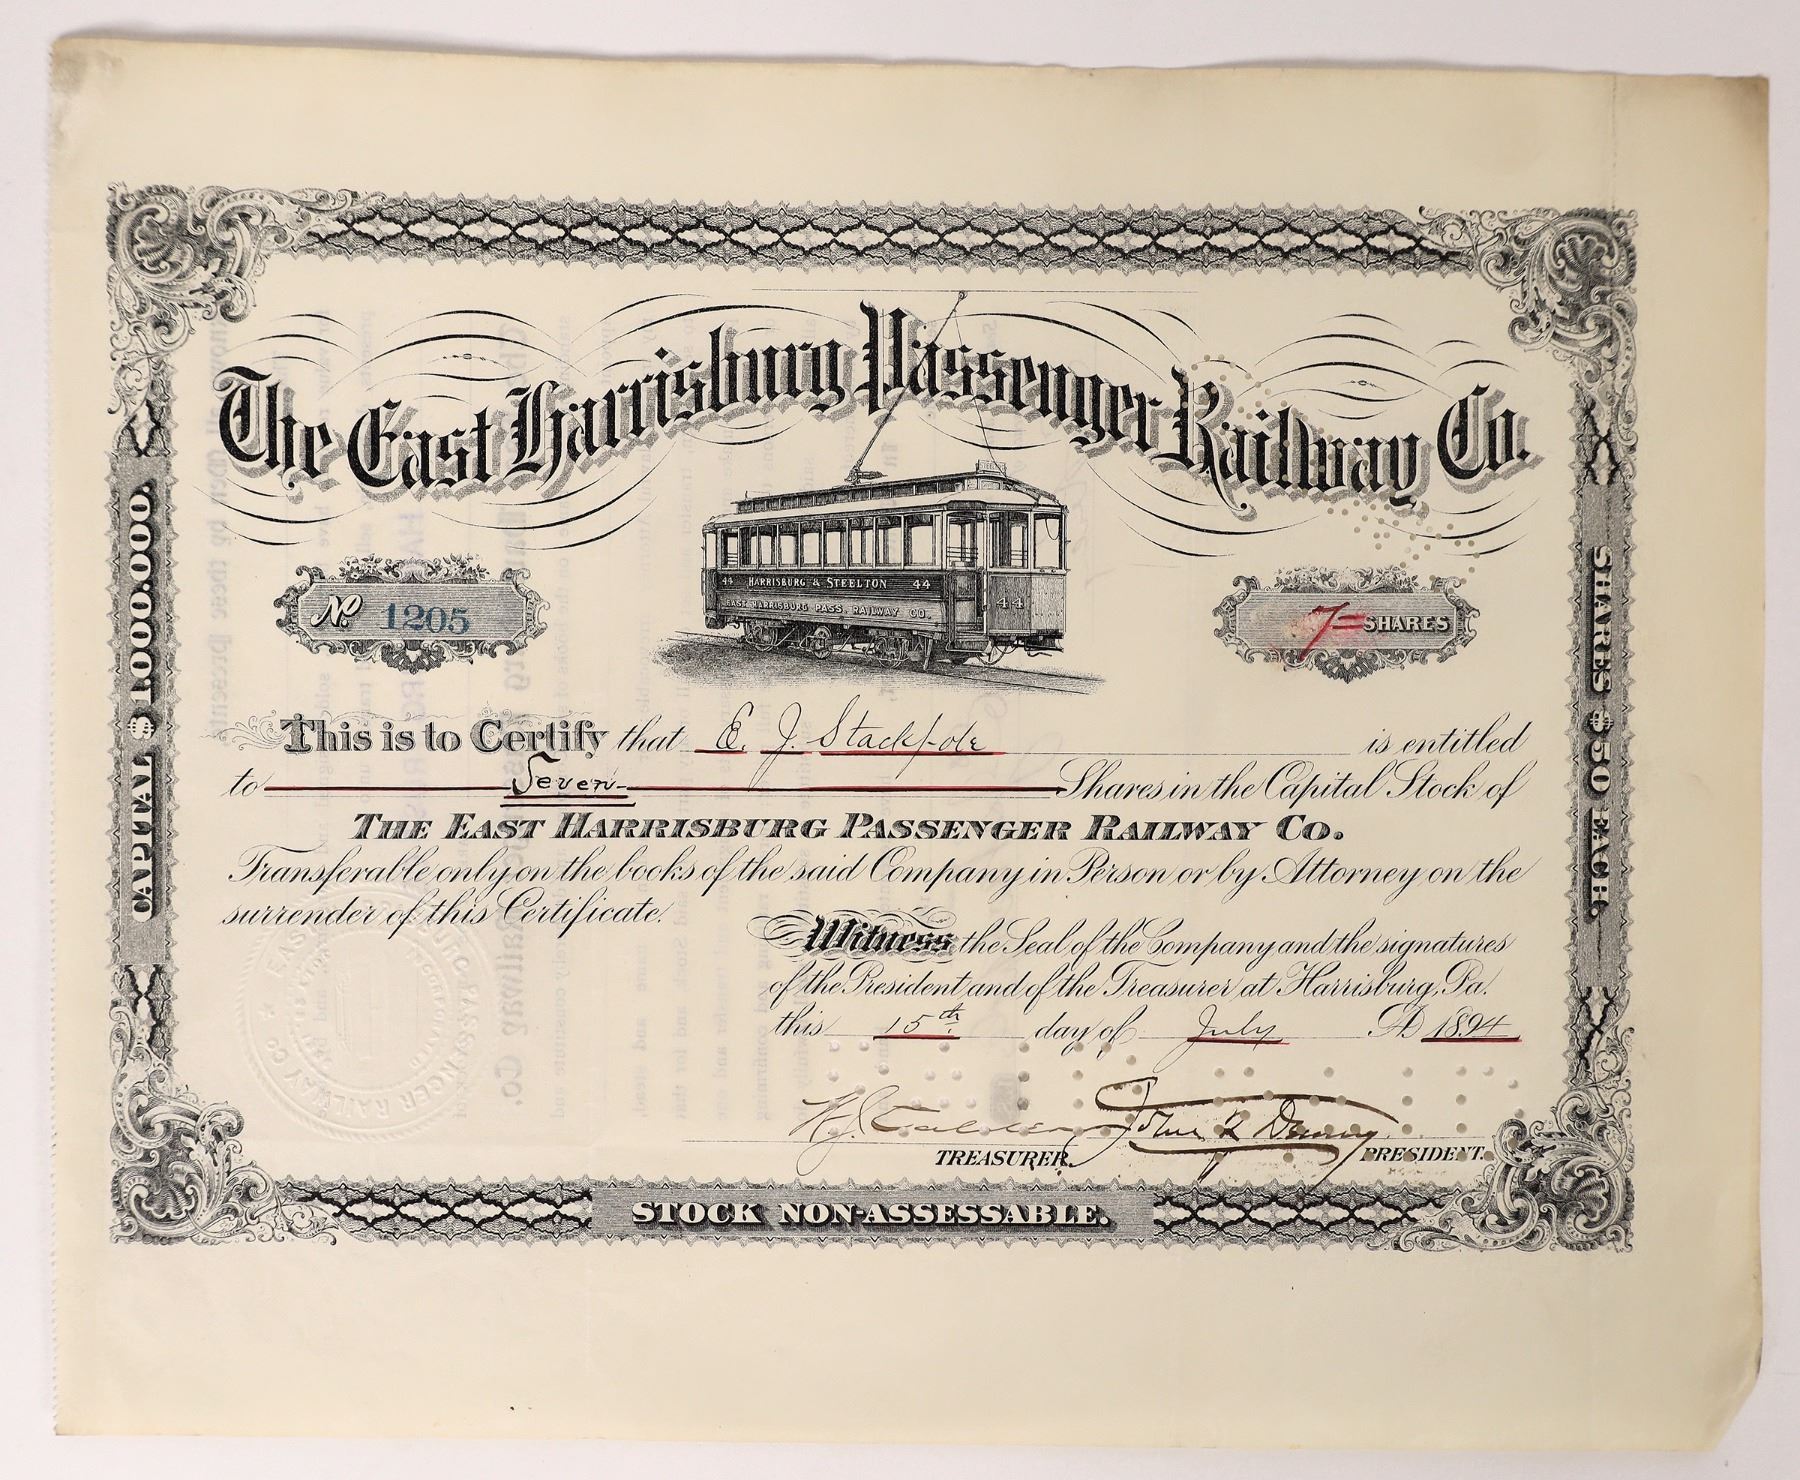 The East Harrisburg Passenger Railway Co.
No. 1205
44 HARRISBURG & STEELTON 44
EAST HARRISBURG PASS. RAILWAY CO.
44
7= SHARES
CAPITAL $1,000,000.
SHARES $50 EACH.
This is to Certify that E. J. Stackpole is entitled
to Seven Shares in the Capital Stock of
THE EAST HARRISBURG PASSENGER RAILWAY CO.
Transferable only on the books of the said Company in Person or by Attorney on the
surrender of this Certificate.
Witness the Seal of the Company and the signatures
of the President and of the Treasurer at Harrisburg, Pa.
this 15th day of July AD 1894
John
TREASURER. PRESIDENT.
STOCK NON-ASSESSABLE.